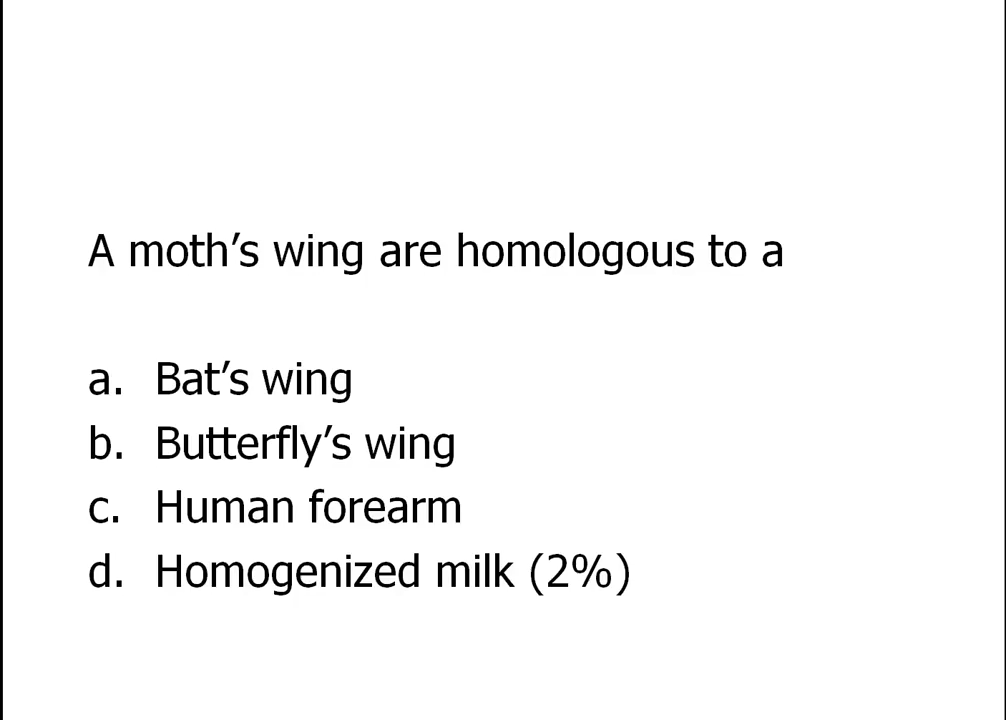 A moth’s wing are homologous to a
a. Bat’s wing
b. Butterfly’s wing
c. Human forearm
d. Homogenized milk (2%)